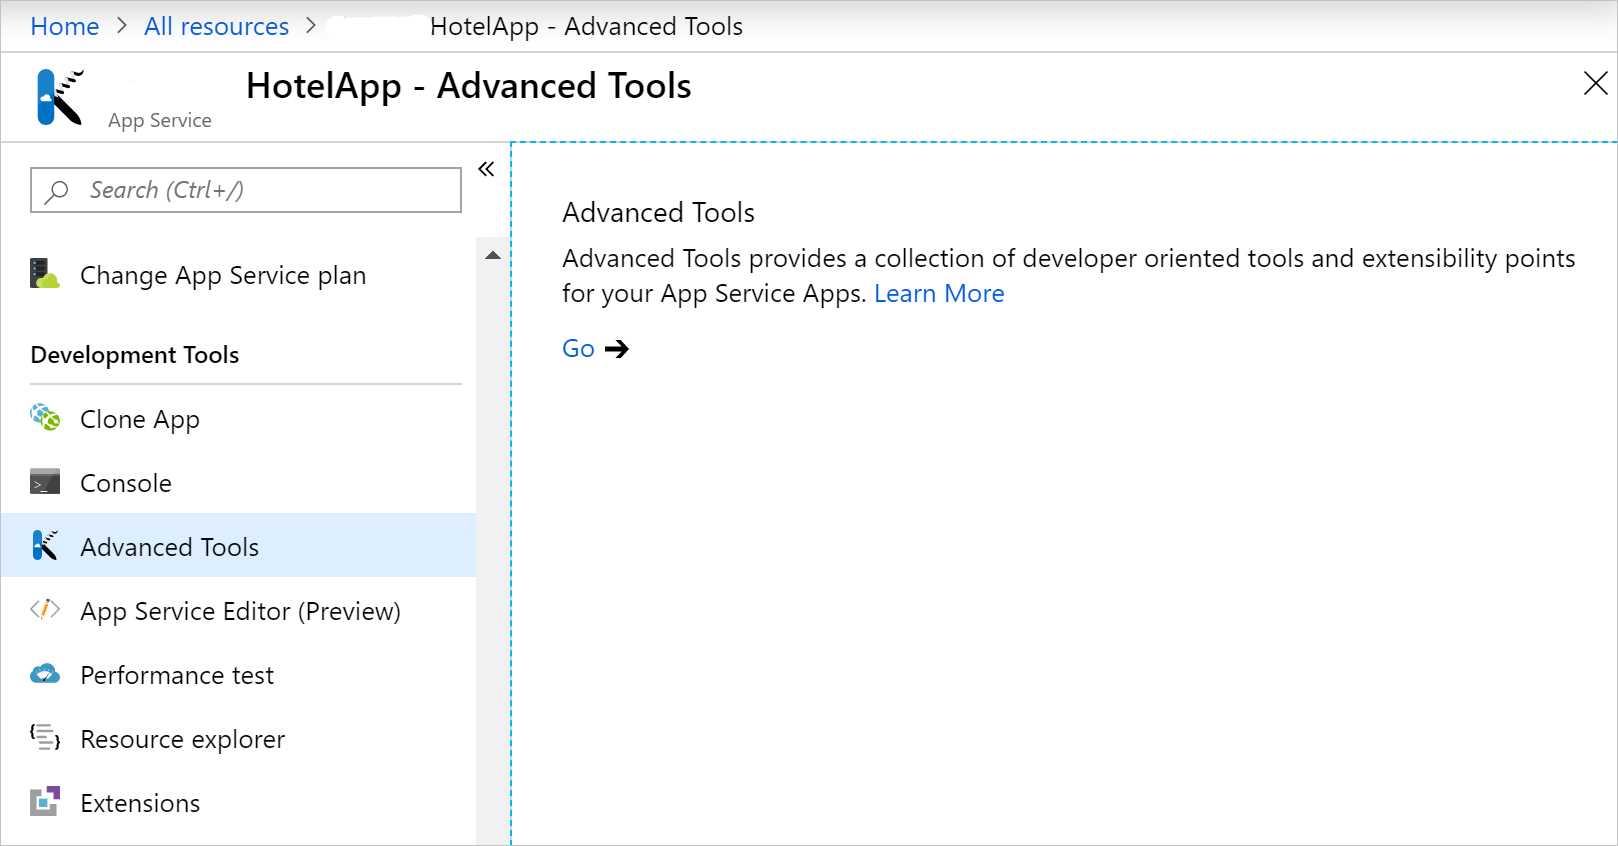 Home > All resources > HotelApp - Advanced Tools
HotelApp - Advanced Tools
App Service
Search (Ctrl+/)
Change App Service plan
Development Tools
Clone App
Console
Advanced Tools
App Service Editor (Preview)
Performance test
Resource explorer
Extensions
Advanced Tools
Advanced Tools provides a collection of developer oriented tools and extensibility points
for your App Service Apps. Learn More
Go